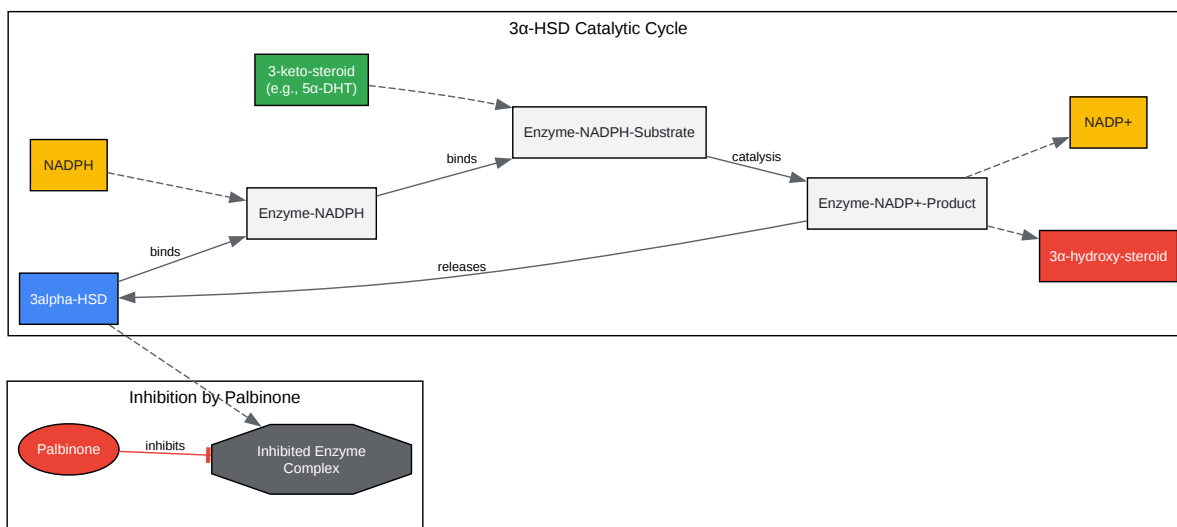 3α-HSD Catalytic Cycle
3-keto-steroid
(e.g., 5α-DHT)
NADP+
Enzyme-NADPH-Substrate
NADPH
binds
catalysis
Enzyme-NADPH
Enzyme-NADP+-Product
binds
releases
3α-hydroxy-steroid
3alpha-HSD
Inhibition by Palbinone
Palbinone
inhibits
Inhibited Enzyme
Complex